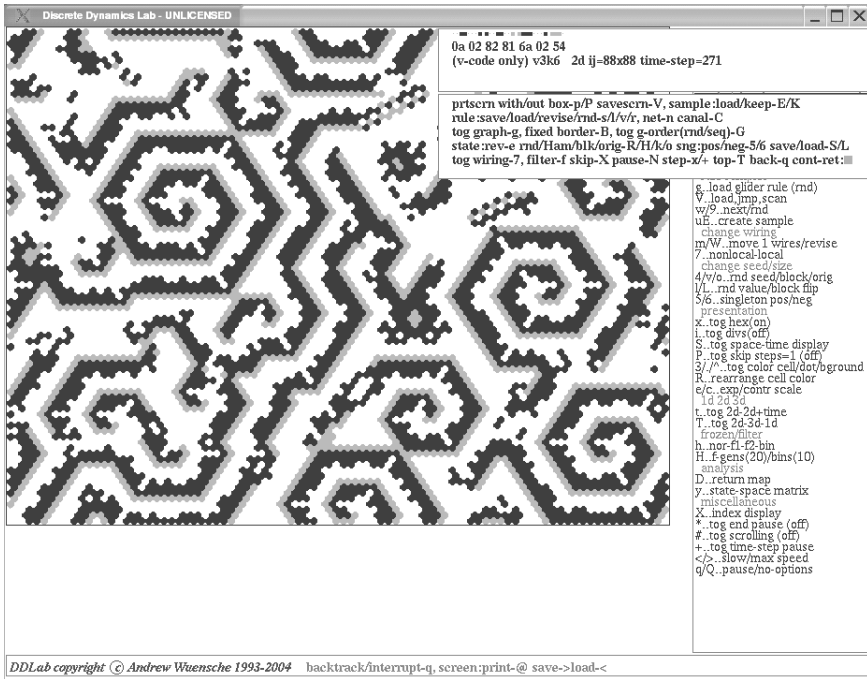 Discrete Dynamics Lab - UNLICENSED
0a 02 82 81 6a 02 54
(v-code only) v3k6 2d ij=88x88 time-step=271
prtscrn with/out box-p/P savescrn-V, sample:load/keep-E/K
rule:save/load/revise/rnd-s/l/v/r, net-n canal-C
tog graph-g, fixed border-B, tog g-order(rnd/seq)-G
state:rev-e rnd/Ham/blk/orig-R/H/k/o sng:pos/neg-5/6 save/load-S/L
tog wiring-7, filter-f skip-X pause-N step-x/+ top-T back-q cont-ret:
g..load glider rule (rnd)
V..load,jmp,scan
w/9..next/rnd
uE..create sample
change wiring
m/W..move 1 wires/revise
7..nonlocal-local
change seed/size
4/v/o..rnd seed/block/orig
l/L..rnd value/block flip
5/6..singleton pos/neg
presentation
x..tog hex(on)
i..tog divs(off)
S..tog space-time display
P..tog skip steps=1 (off)
3/./^..tog color cell/dot/bground
R..rearrange cell color
e/c..exp/contr scale
1d 2d 3d
t..tog 2d-2d+time
T..tog 2d-3d-1d
frozen/filter
h..nor-f1-f2-bin
H..f-gens(20)/bins(10)
analysis
D..return map
y..state-space matrix
miscellaneous
X..index display
*..tog end pause (off)
#..tog scrolling (off)
+..tog time-step pause
</>..slow/max speed
q/Q..pause/no-options
DDLab copyright (c) Andrew Wuensche 1993-2004 backtrack/interrupt-q, screen:print-@ save->load-<